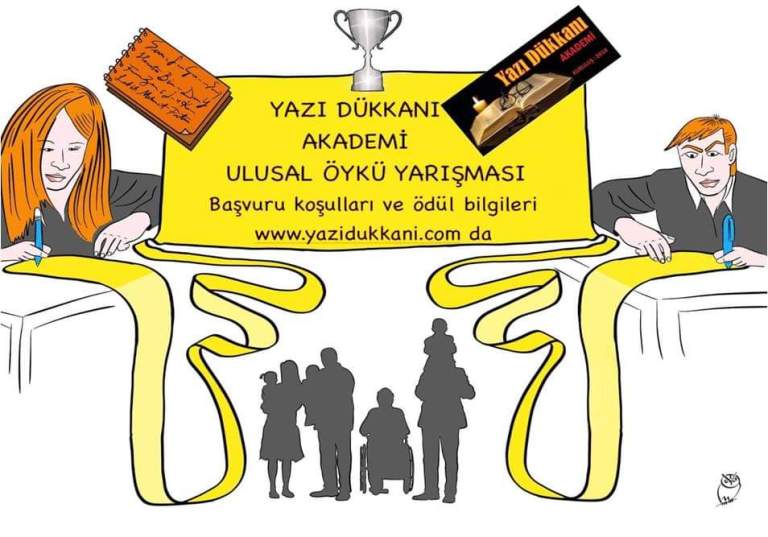 YAZI DÜKKANI
AKADEMİ
ULUSAL ÖYKÜ YARIŞMASI
Başvuru koşulları ve ödül bilgileri
www.yazidukkani.com da
Yazı Dükkanı
AKADEMİ